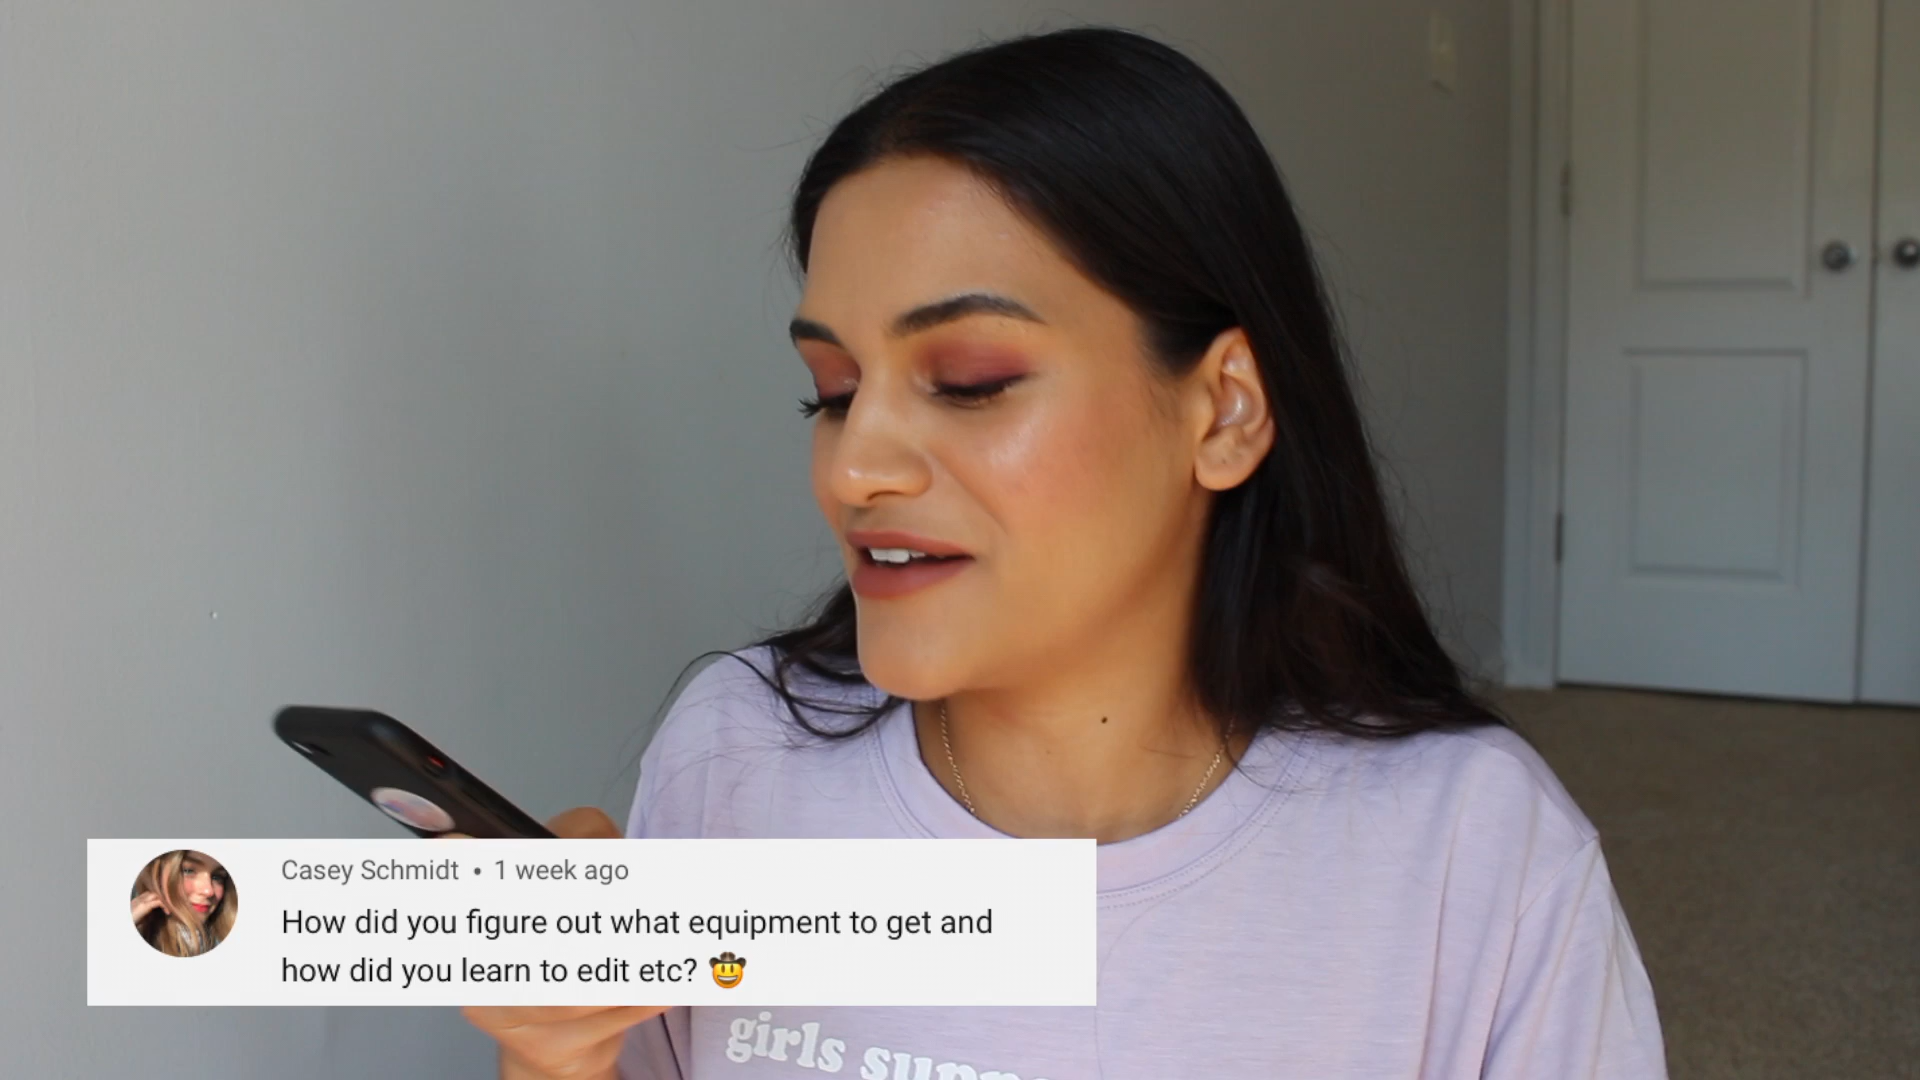 Casey Schmidt • 1 week ago
How did you figure out what equipment to get and
how did you learn to edit etc? 🤠
girls